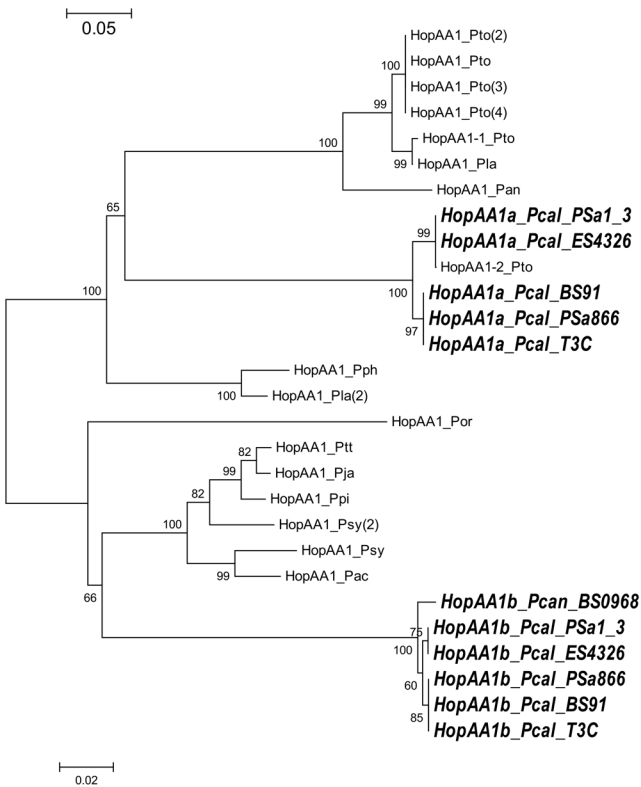 0.05
HopAA1_Pto(2)
HopAA1_Pto
100
HopAA1_Pto(3)
99
HopAA1_Pto(4)
HopAA1-1_Pto
100
99
HopAA1_Pla
HopAA1_Pan
65
HopAA1a_Pcal_PSa1_3
99
HopAA1a_Pcal_ES4326
HopAA1-2_Pto
100
100
HopAA1a_Pcal_BS91
HopAA1a_Pcal_PSa866
97
HopAA1a_Pcal_T3C
HopAA1_Pph
100
HopAA1_Pla(2)
HopAA1_Por
82
HopAA1_Ptt
99
HopAA1_Pja
82
HopAA1_Ppi
100
HopAA1_Psy(2)
HopAA1_Psy
99
HopAA1_Pac
66
HopAA1b_Pcan_BS0968
75
HopAA1b_Pcal_PSa1_3
100
HopAA1b_Pcal_ES4326
60
HopAA1b_Pcal_PSa866
HopAA1b_Pcal_BS91
85
HopAA1b_Pcal_T3C
0.02